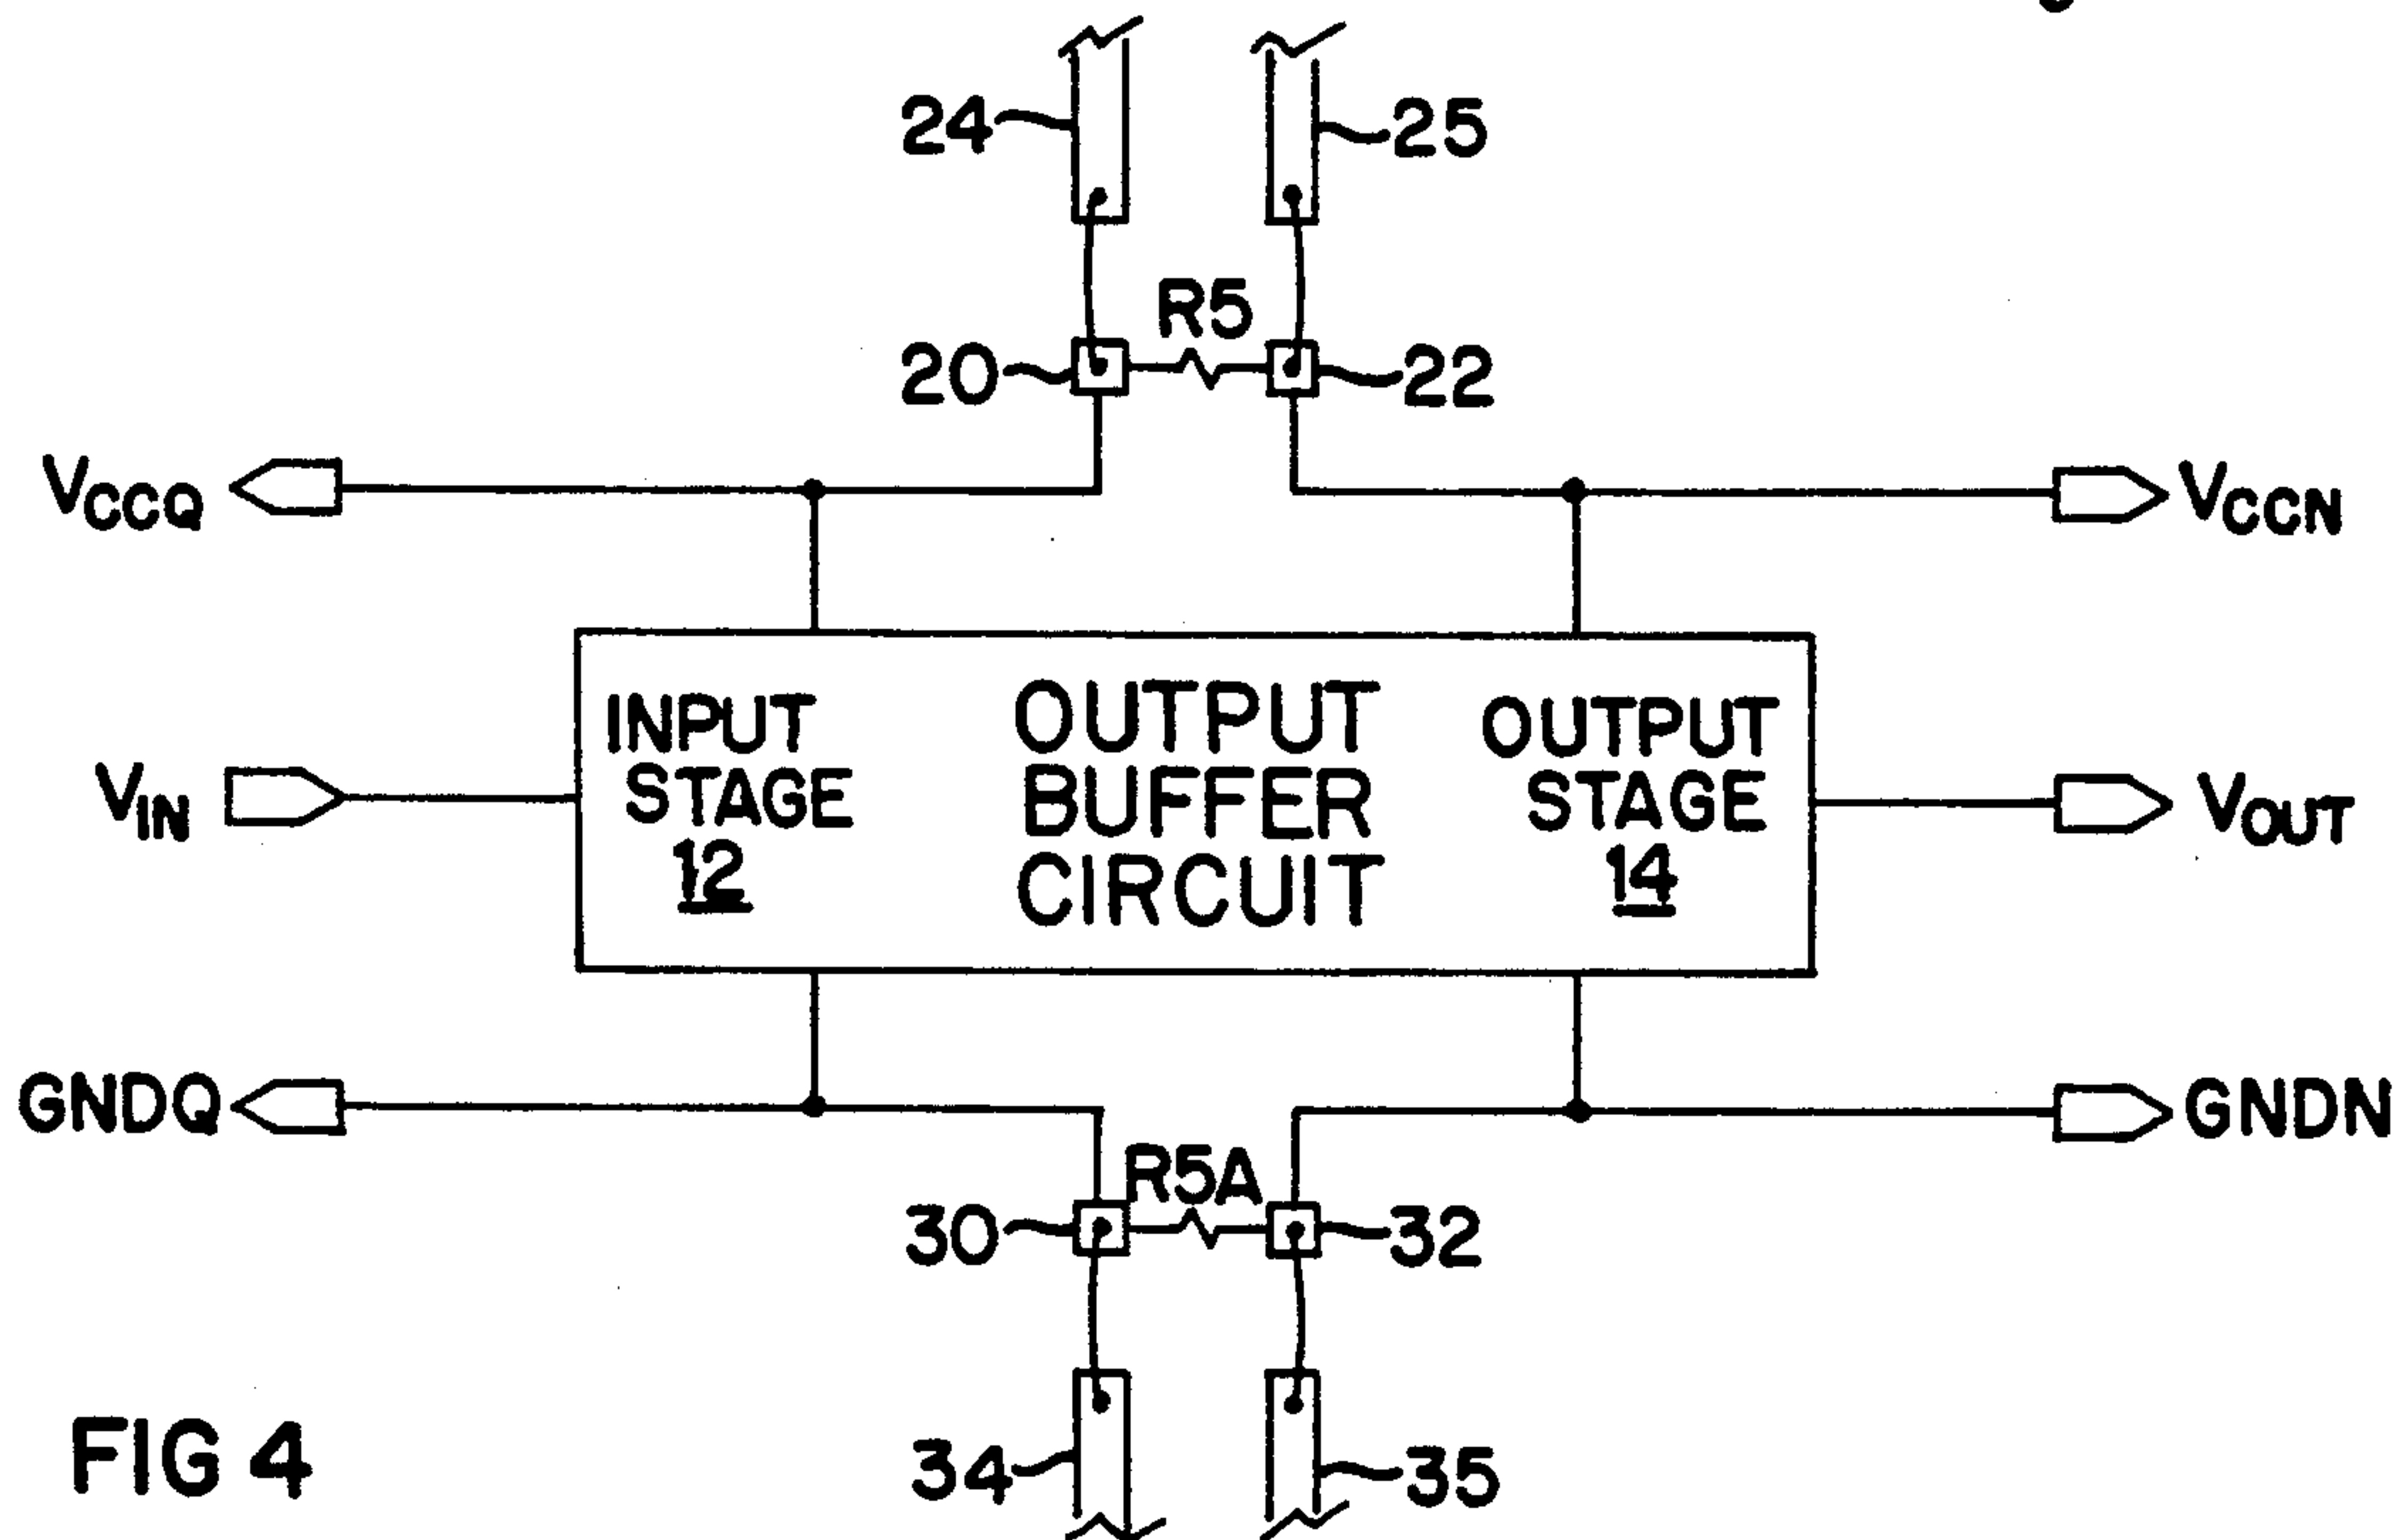 24
25
R5
20
22
VCCQ
VCCN
INPUT
STAGE
12
OUTPUT
BUFFER
CIRCUIT
OUTPUT
STAGE
14
VIN
VOUT
GNDQ
GNDN
R5A
30
32
34
35
FIG 4